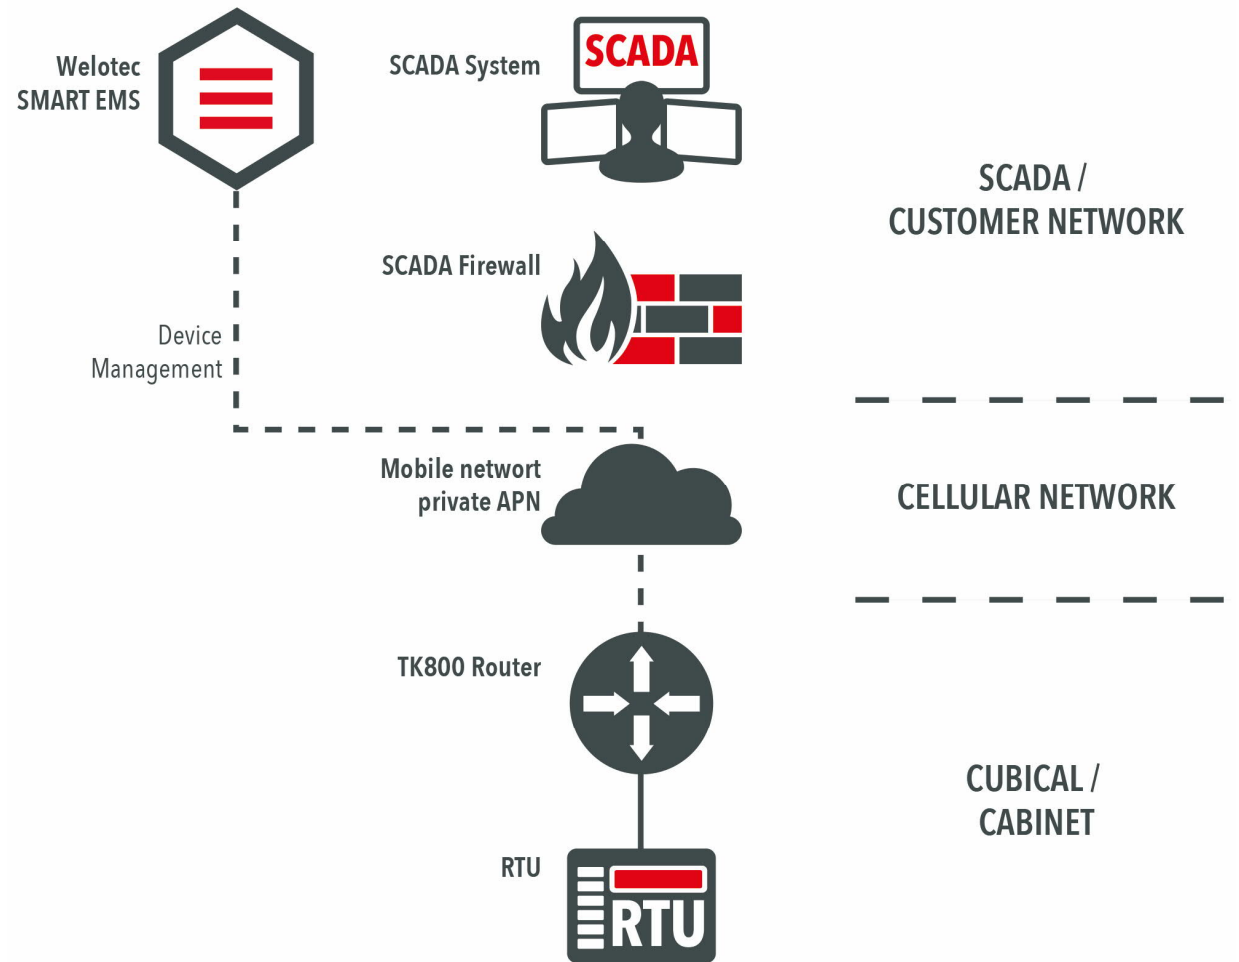 Welotec
SMART EMS
SCADA System
SCADA
SCADA /
CUSTOMER NETWORK
SCADA Firewall
Device
Management
Mobile networt
private APN
CELLULAR NETWORK
TK800 Router
CUBICAL /
CABINET
RTU
RTU